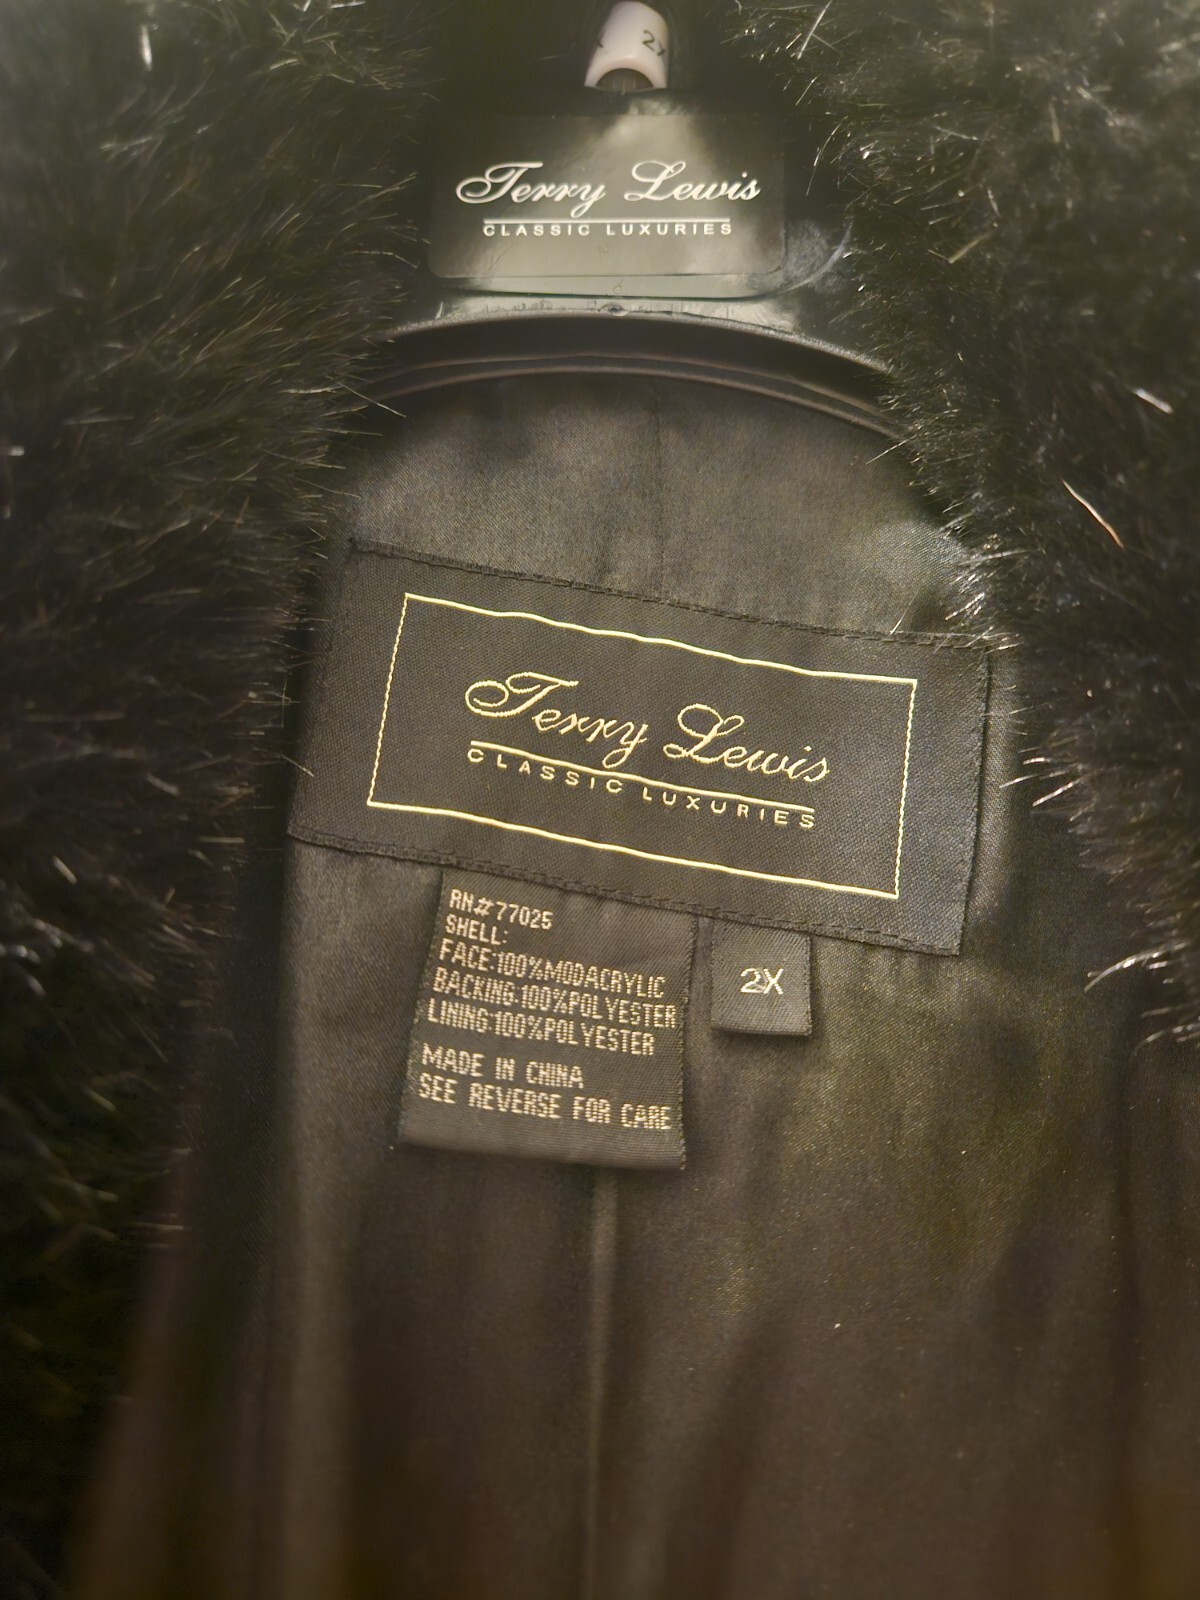 2X
Terry Lewis
CLASSIC LUXURIES
Terry Lewis
CLASSIC LUXURIES
RN#77025
SHELL:
FACE:100%MODACRYLIC
BACKING:100%POLYESTER
LINING:100%POLYESTER
MADE IN CHINA
SEE REVERSE FOR CARE
2X